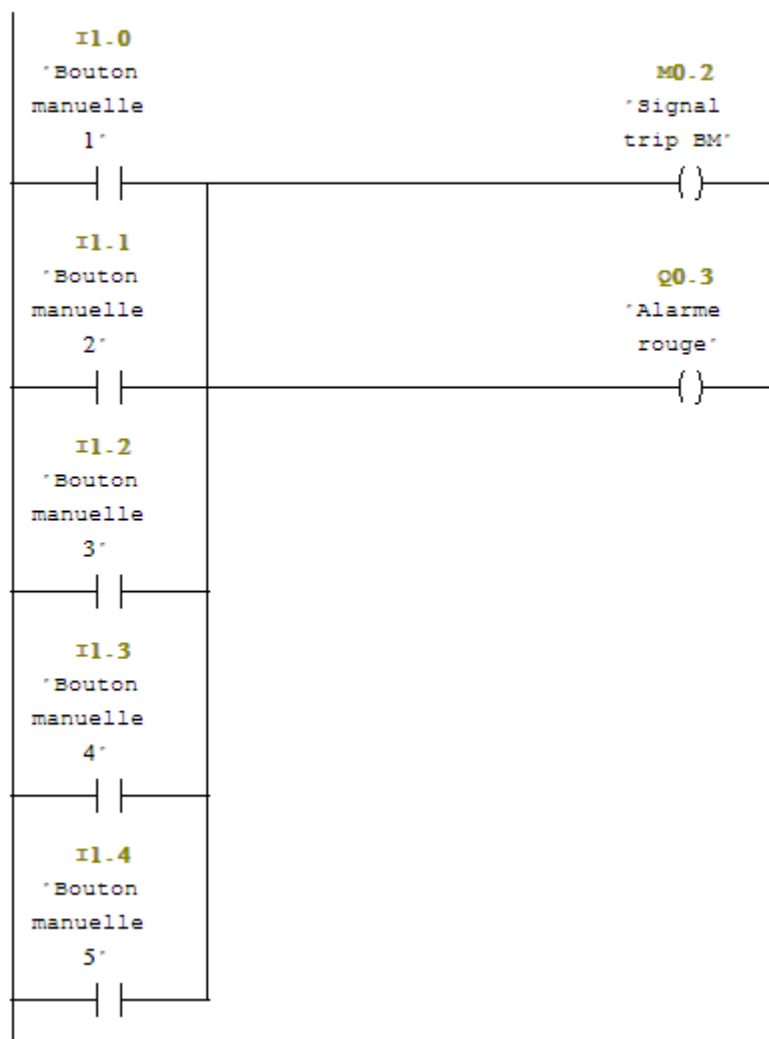 I1.0
'Bouton
manuelle
1'
M0.2
'Signal
trip BM'
I1.1
'Bouton
manuelle
2'
Q0.3
'Alarme
rouge'
I1.2
'Bouton
manuelle
3'
I1.3
'Bouton
manuelle
4'
I1.4
'Bouton
manuelle
5'